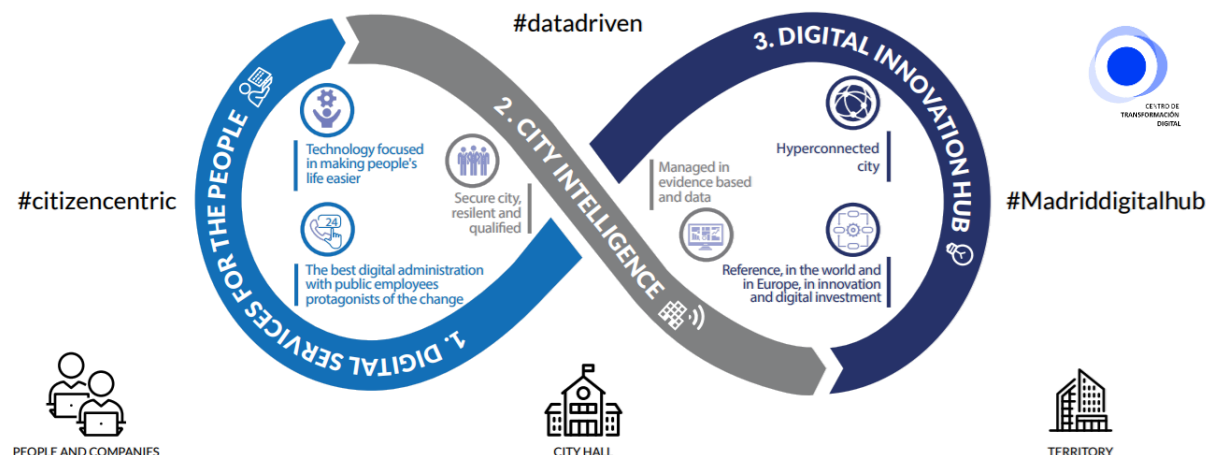 #datadriven
3. DIGITAL INNOVATION HUB
CENTRO DE
TRANSFORMACIÓN
DIGITAL
2. CITY INTELLIGENCE
1. DIGITAL SERVICES FOR THE PEOPLE
#citizencentric
Technology focused
in making people's
life easier
24
The best digital administration
with public employees
protagonists of the change
Secure city,
resilent and
qualified
Managed in
evidence based
and data
Hyperconnected
city
Reference, in the world and
in Europe, in innovation
and digital investment
#Madriddigitalhub
PEOPLE AND COMPANIES
CITY HALL
TERRITORY